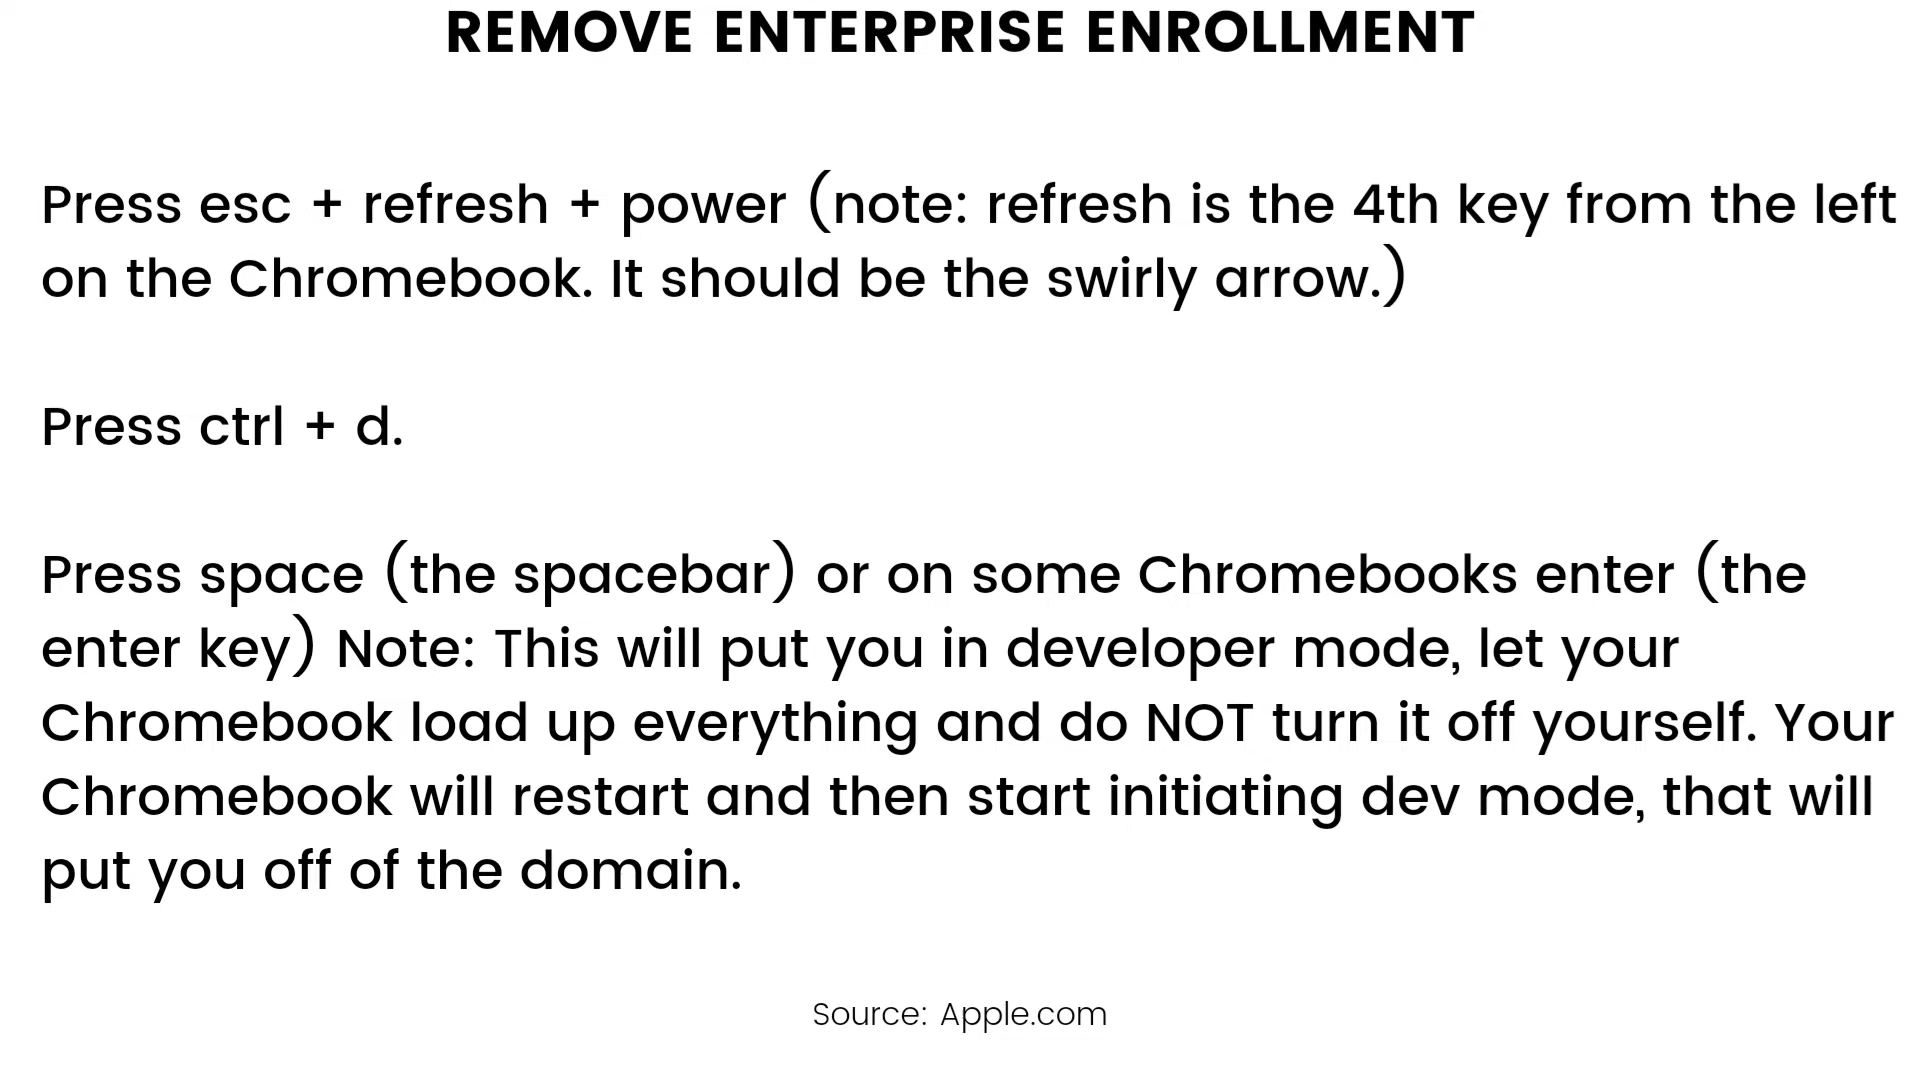 REMOVE ENTERPRISE ENROLLMENT
Press esc + refresh + power (note: refresh is the 4th key from the left
on the Chromebook. It should be the swirly arrow.)
Press ctrl + d.
Press space (the spacebar) or on some Chromebooks enter (the
enter key) Note: This will put you in developer mode, let your
Chromebook load up everything and do NOT turn it off yourself. Your
Chromebook will restart and then start initiating dev mode, that will
put you off of the domain.
Source: Apple.com